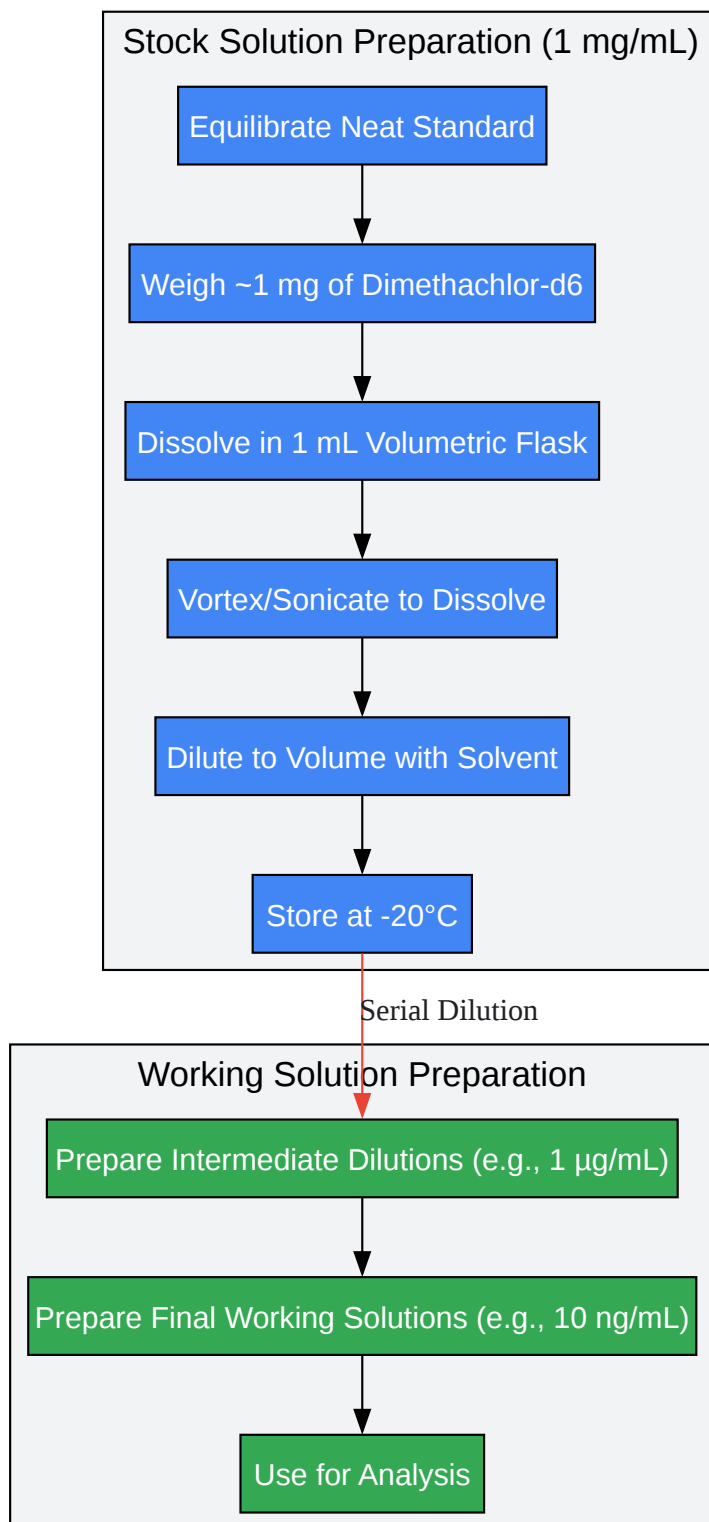 Stock Solution Preparation (1 mg/mL)
Equilibrate Neat Standard
Weigh ~1 mg of Dimethachlor-d6
Dissolve in 1 mL Volumetric Flask
Vortex/Sonicate to Dissolve
Dilute to Volume with Solvent
Store at -20°C
Serial Dilution
Working Solution Preparation
Prepare Intermediate Dilutions (e.g., 1 µg/mL)
Prepare Final Working Solutions (e.g., 10 ng/mL)
Use for Analysis